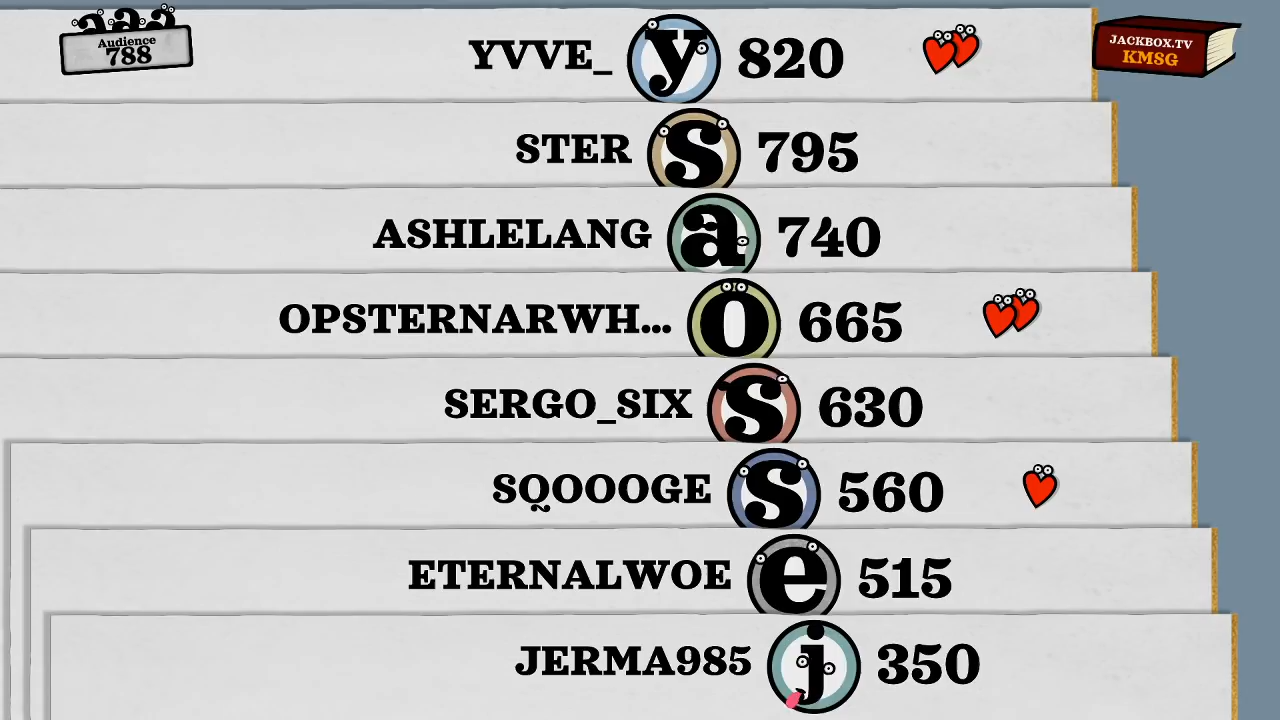 Audience
788
YVVE_ y 820
JACKBOX.TV
KMSG
STER s 795
ASHLELANG a 740
OPSTERNARWH... o 665
SERGO_SIX s 630
SQOOOGE s 560
ETERNALWOE e 515
JERMA985 j 350